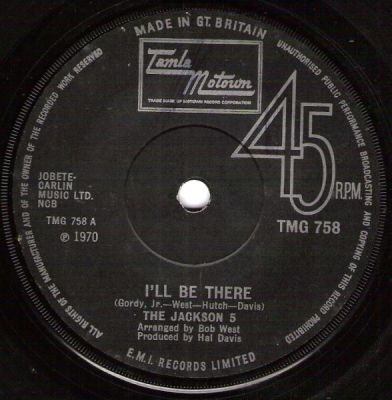 MADE IN GT. BRITAIN
UNAUTHORISED PUBLIC PERFORMANCE BROADCASTING AND COPYING OF THIS RECORD PROHIBITED
ALL RIGHTS OF THE MANUFACTURER AND OF THE OWNER OF THE RECORDED WORK RESERVED
Tamla
Motown
TRADE MARK OF MOTOWN RECORD CORPORATION
45
R.P.M.
JOBETE-
CARLIN
MUSIC LTD.
NCB
TMG 758 A
℗ 1970
TMG 758
I'LL BE THERE
(Gordy, Jr.—West—Hutch—Davis)
THE JACKSON 5
Arranged by Bob West
Produced by Hal Davis
E.M.I. RECORDS LIMITED